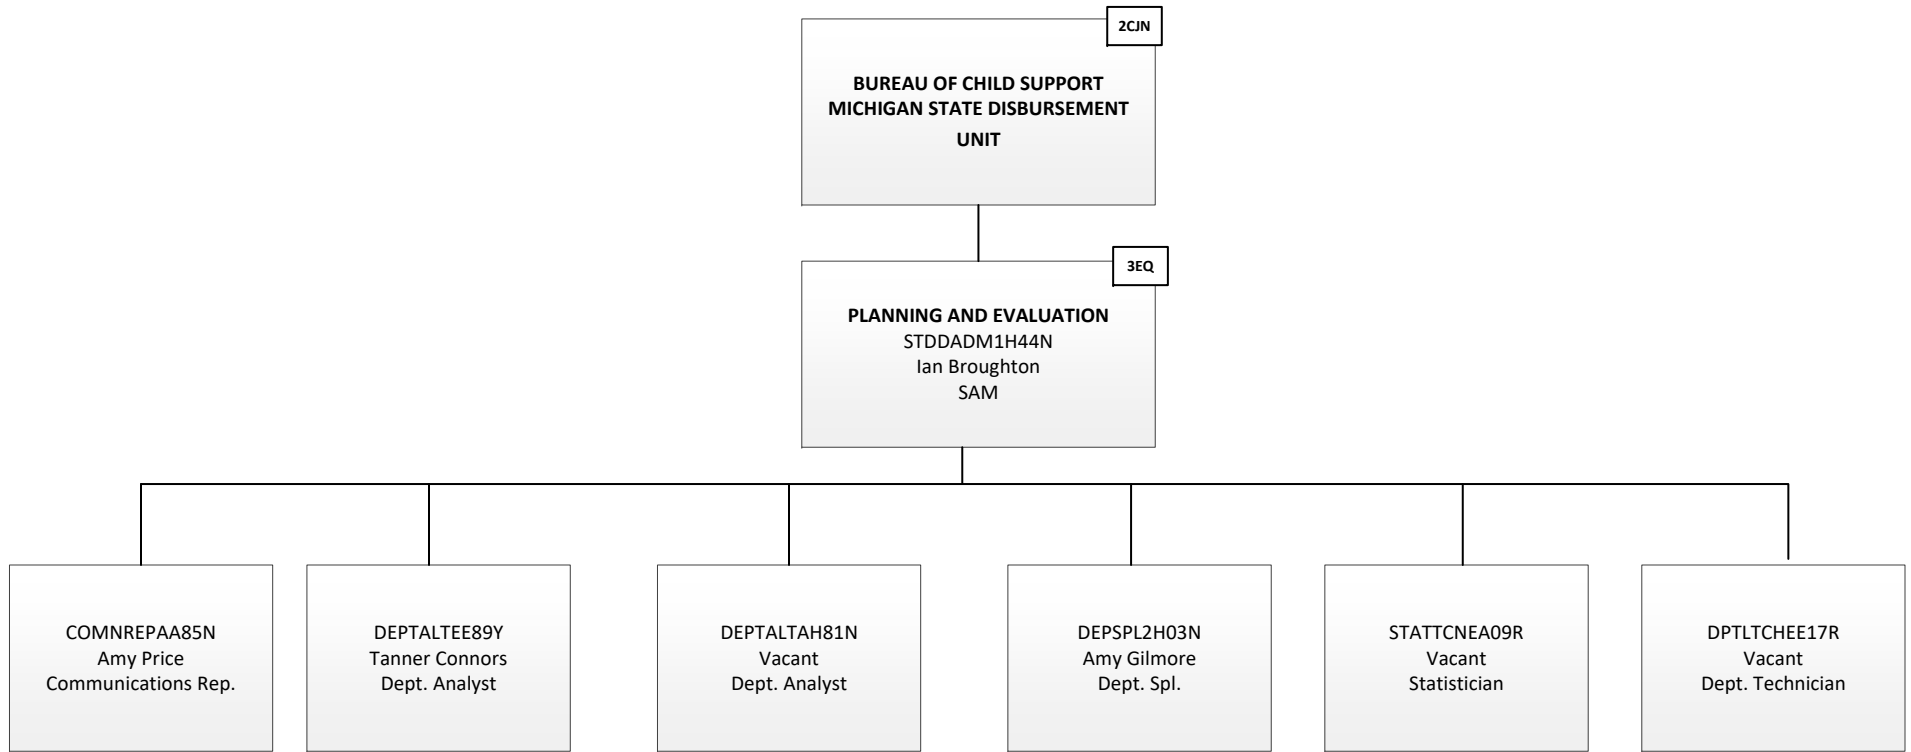 2CJN
BUREAU OF CHILD SUPPORT
MICHIGAN STATE DISBURSEMENT
UNIT
3EQ
PLANNING AND EVALUATION
STDDADM1H44N
Ian Broughton
SAM
COMNREPAA85N
Amy Price
Communications Rep.
DEPTALTEE89Y
Tanner Connors
Dept. Analyst
DEPTALTAH81N
Vacant
Dept. Analyst
DEPSPL2H03N
Amy Gilmore
Dept. Spl.
STATTCNEA09R
Vacant
Statistician
DPTLTCHEE17R
Vacant
Dept. Technician